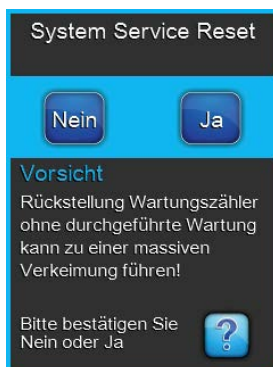 System Service Reset
Nein
Ja
Vorsicht
Rückstellung Wartungszähler
ohne durchgeführte Wartung
kann zu einer massiven
Verkeimung führen!
Bitte bestätigen Sie
Nein oder Ja
?